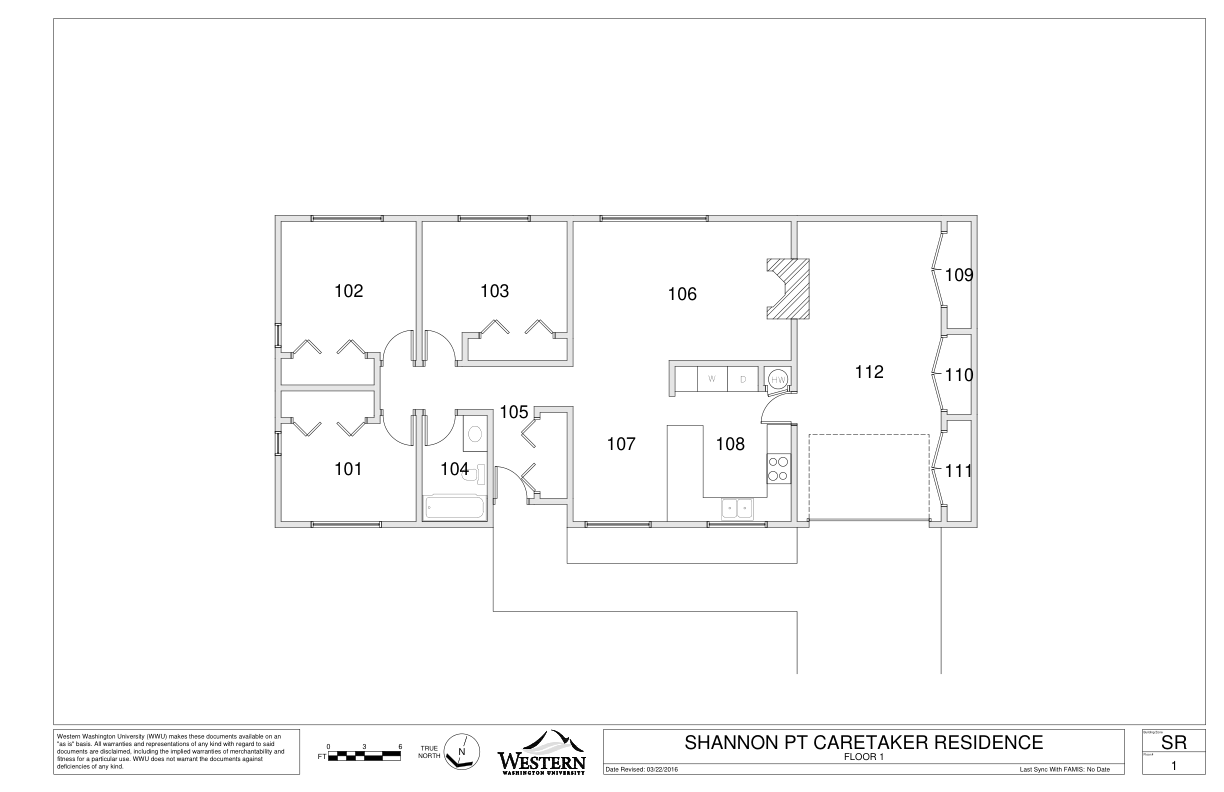 102
103
106
109
W
D
HW
112
110
105
101
104
107
108
111
Western Washington University (WWU) makes these documents available on an
"as is" basis. All warranties and representations of any kind with regard to said
documents are disclaimed, including the implied warranties of merchantability and
fitness for a particular use. WWU does not warrant the documents against
deficiencies of any kind.
0 3 6
FT
TRUE
NORTH
N
WESTERN
WASHINGTON UNIVERSITY
SHANNON PT CARETAKER RESIDENCE
FLOOR 1
Date Revised: 03/22/2016
Last Sync With FAMIS: No Date
SR
1